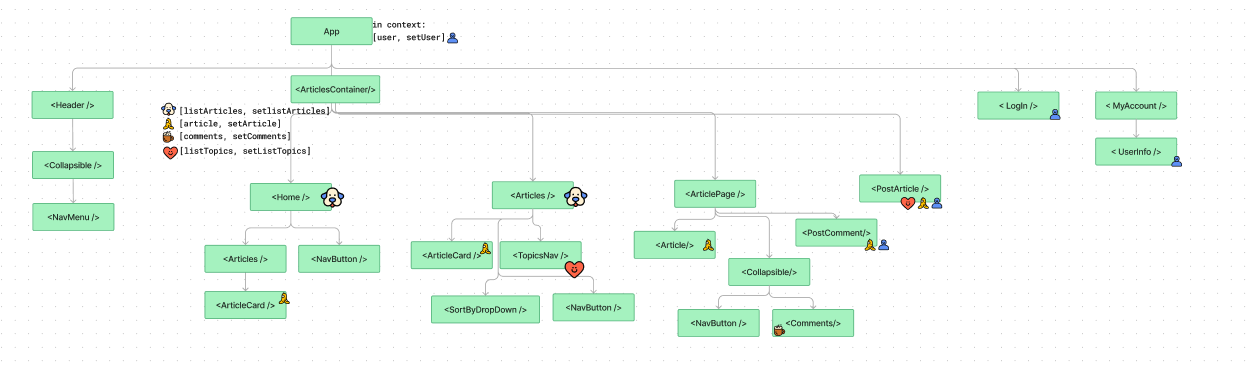 App
in context:
[user, setUser]
<Header />
<ArticlesContainer/>
< LogIn />
< MyAccount />
[listArticles, setlistArticles]
[article, setArticle]
[comments, setComments]
[listTopics, setListTopics]
<Collapsible />
< UserInfo />
<NavMenu />
<Home />
<Articles />
<ArticlePage />
<PostArticle />
<Articles />
<NavButton />
<ArticleCard />
<TopicsNav />
<Article/>
<PostComment/>
<Collapsible/>
<ArticleCard />
<SortByDropDown />
<NavButton />
<NavButton />
<Comments/>